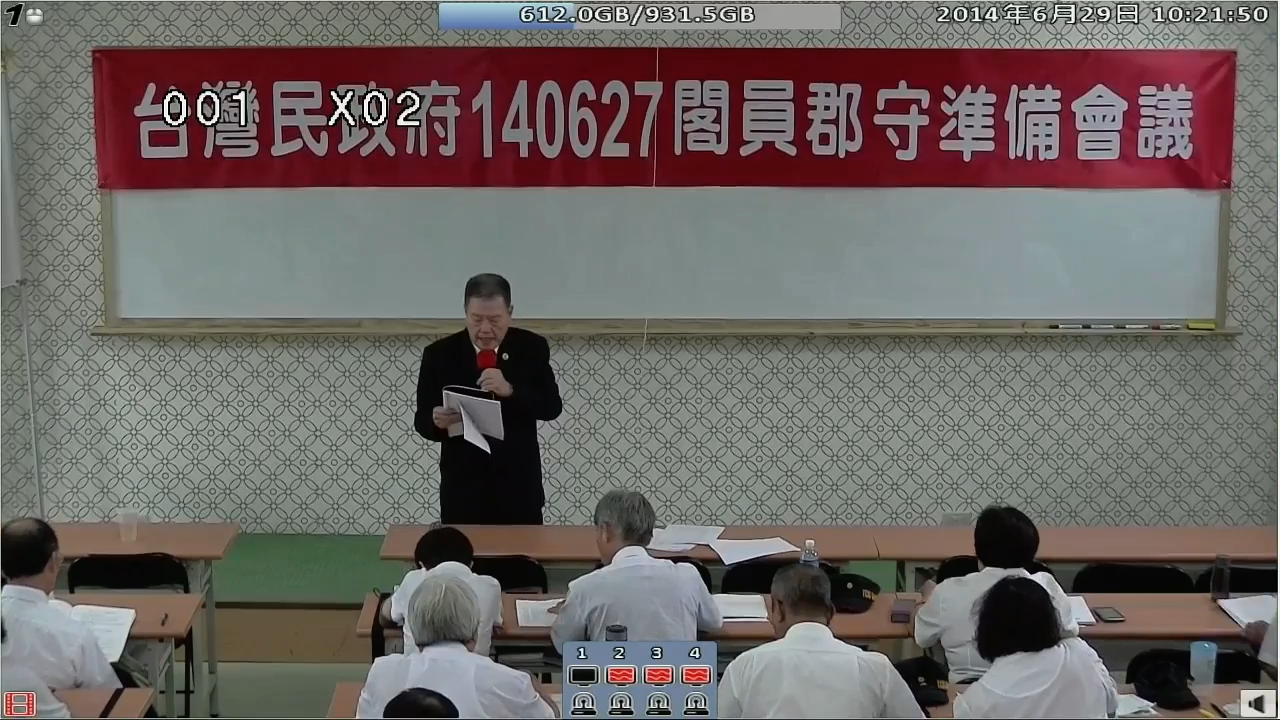 1
612.0GB/931.5GB
2014年6月29日 10:21:50
台灣民政府140627閣員郡守準備會議
001 X02
1 2 3 4